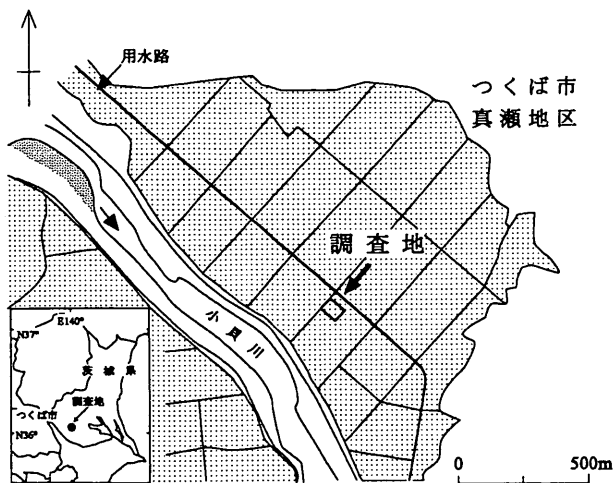 用水路
つくば市
真瀬地区
調査地
小貝川
E140°
N37°
茨城県
調査地
つくば市
N36°
0 500m